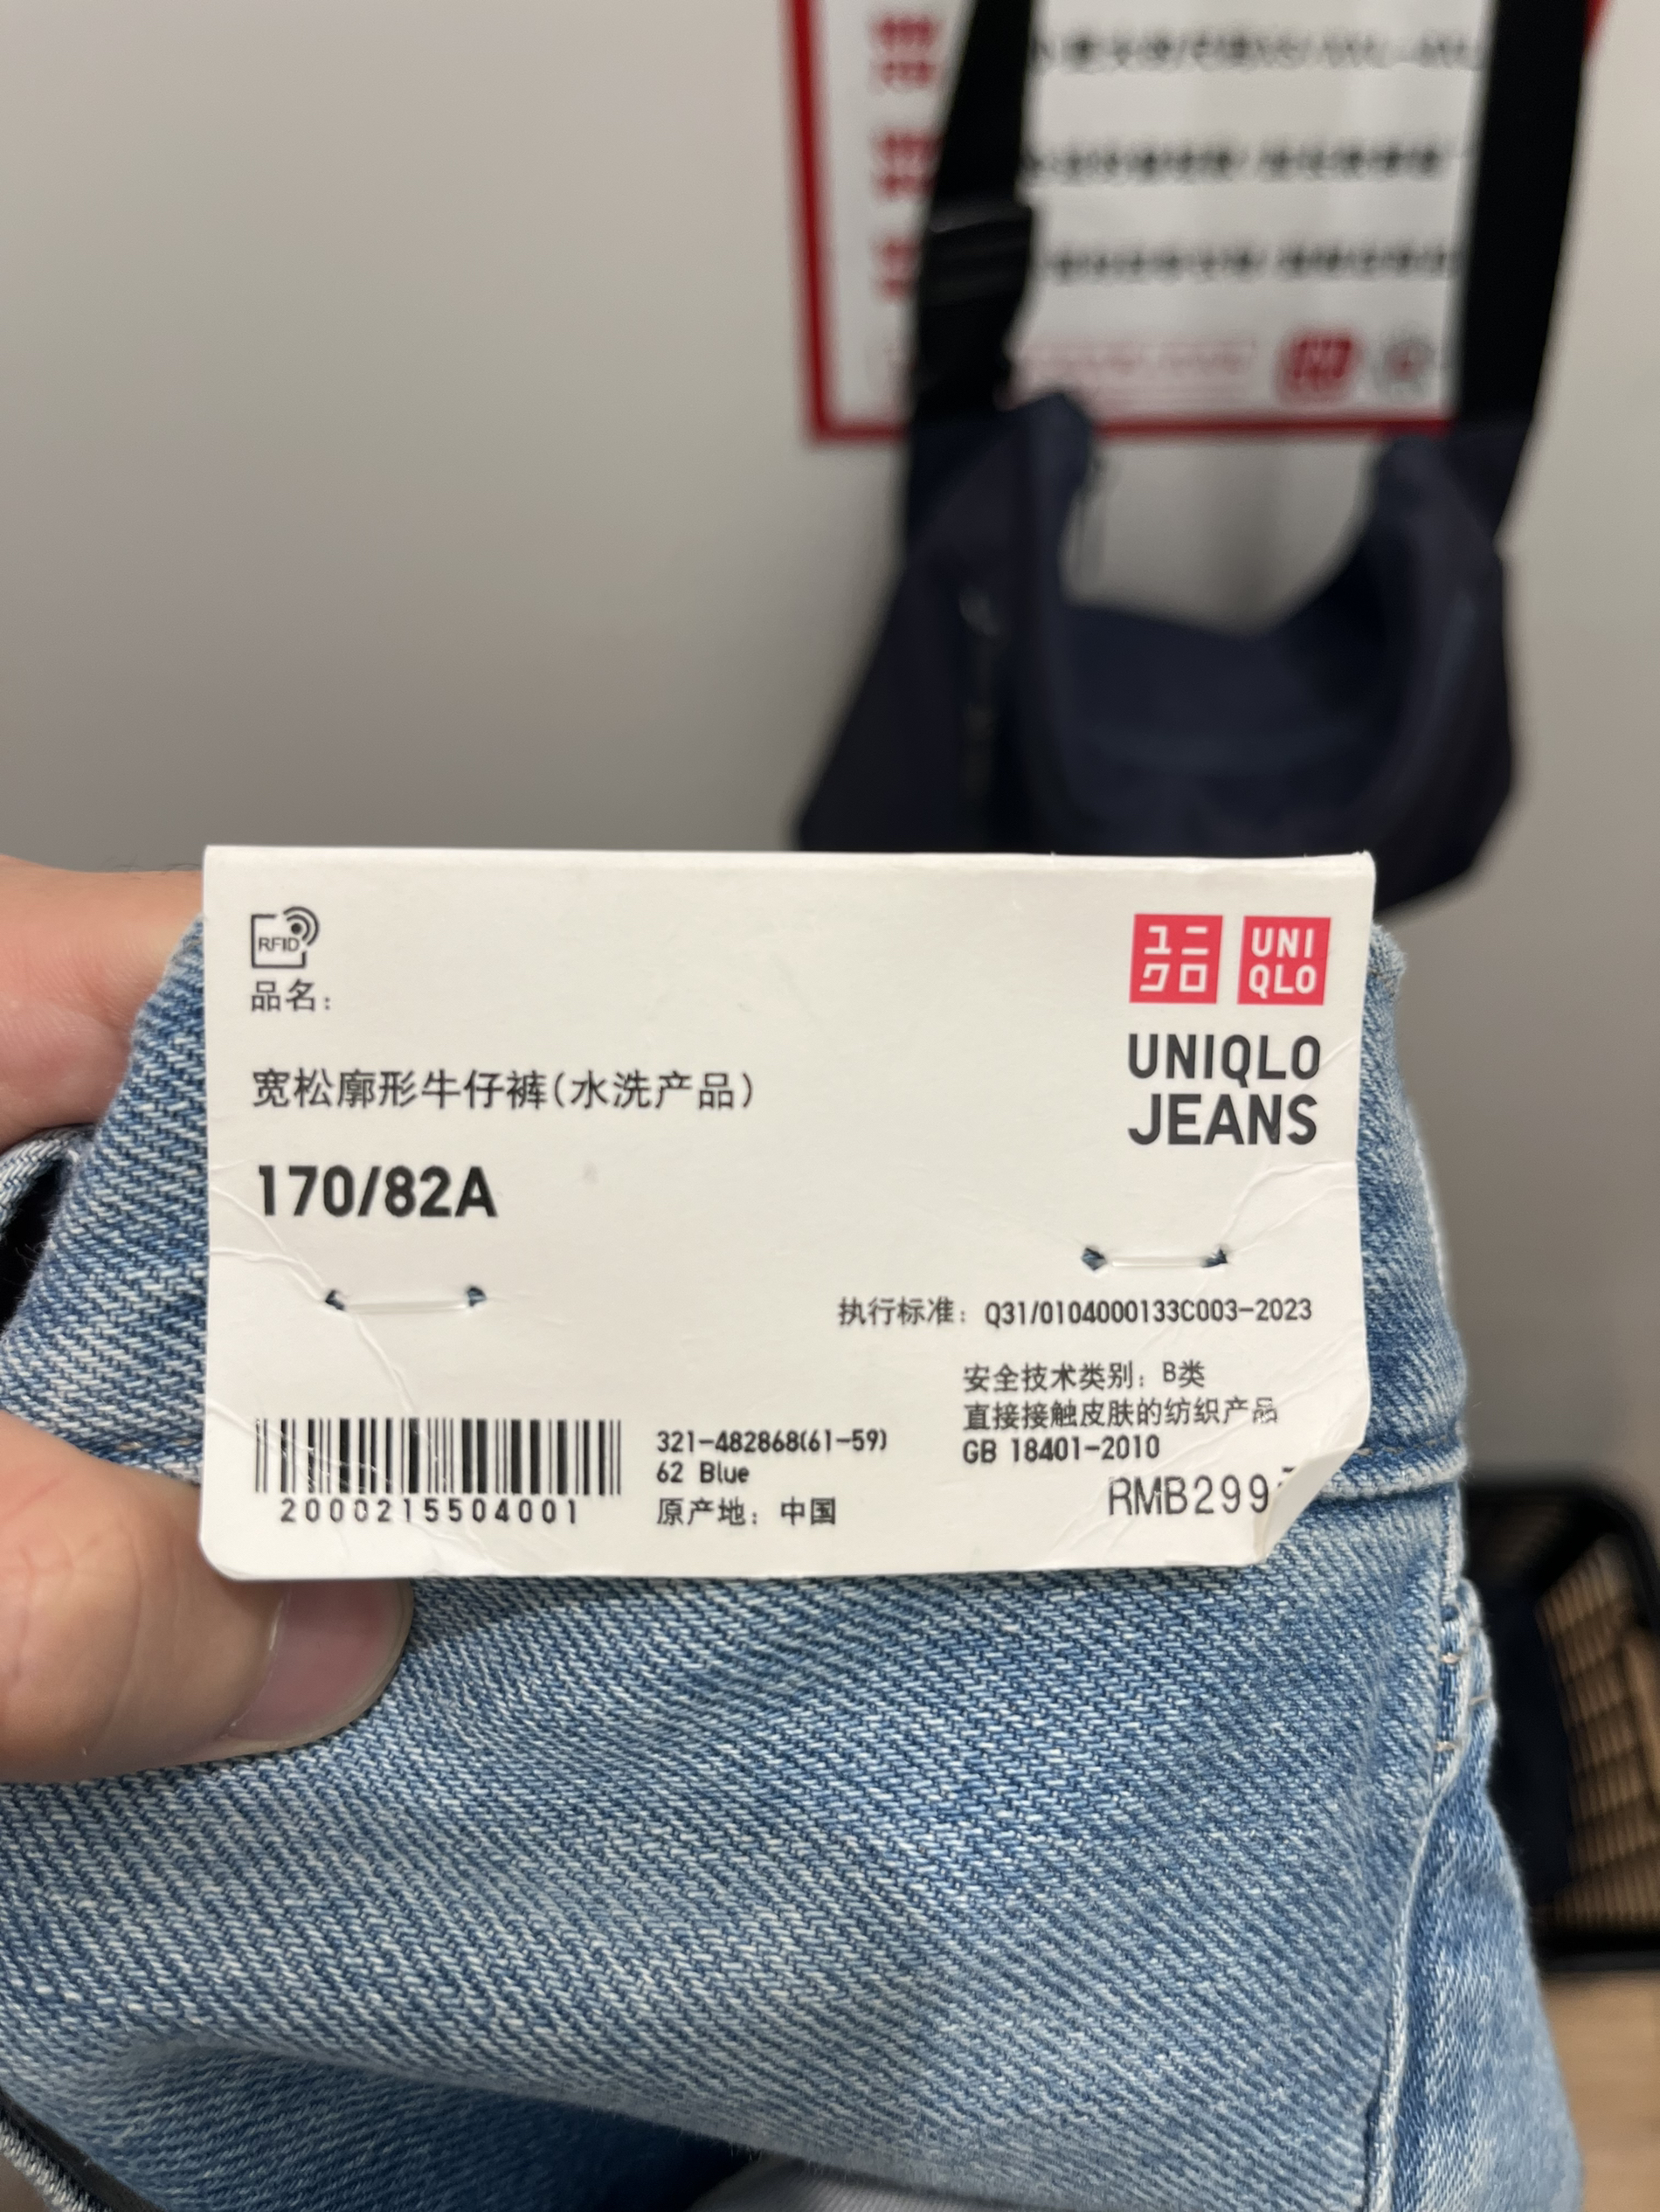 RFID
品名：
ユニ
クロ
UNI
QLO
UNIQLO
JEANS
宽松廓形牛仔裤(水洗产品)
170/82A
执行标准：Q31/0104000133C003-2023
安全技术类别：B类
直接接触皮肤的纺织产品
GB 18401-2010
RMB299
321-482868(61-59)
62 Blue
原产地：中国
2000215504001